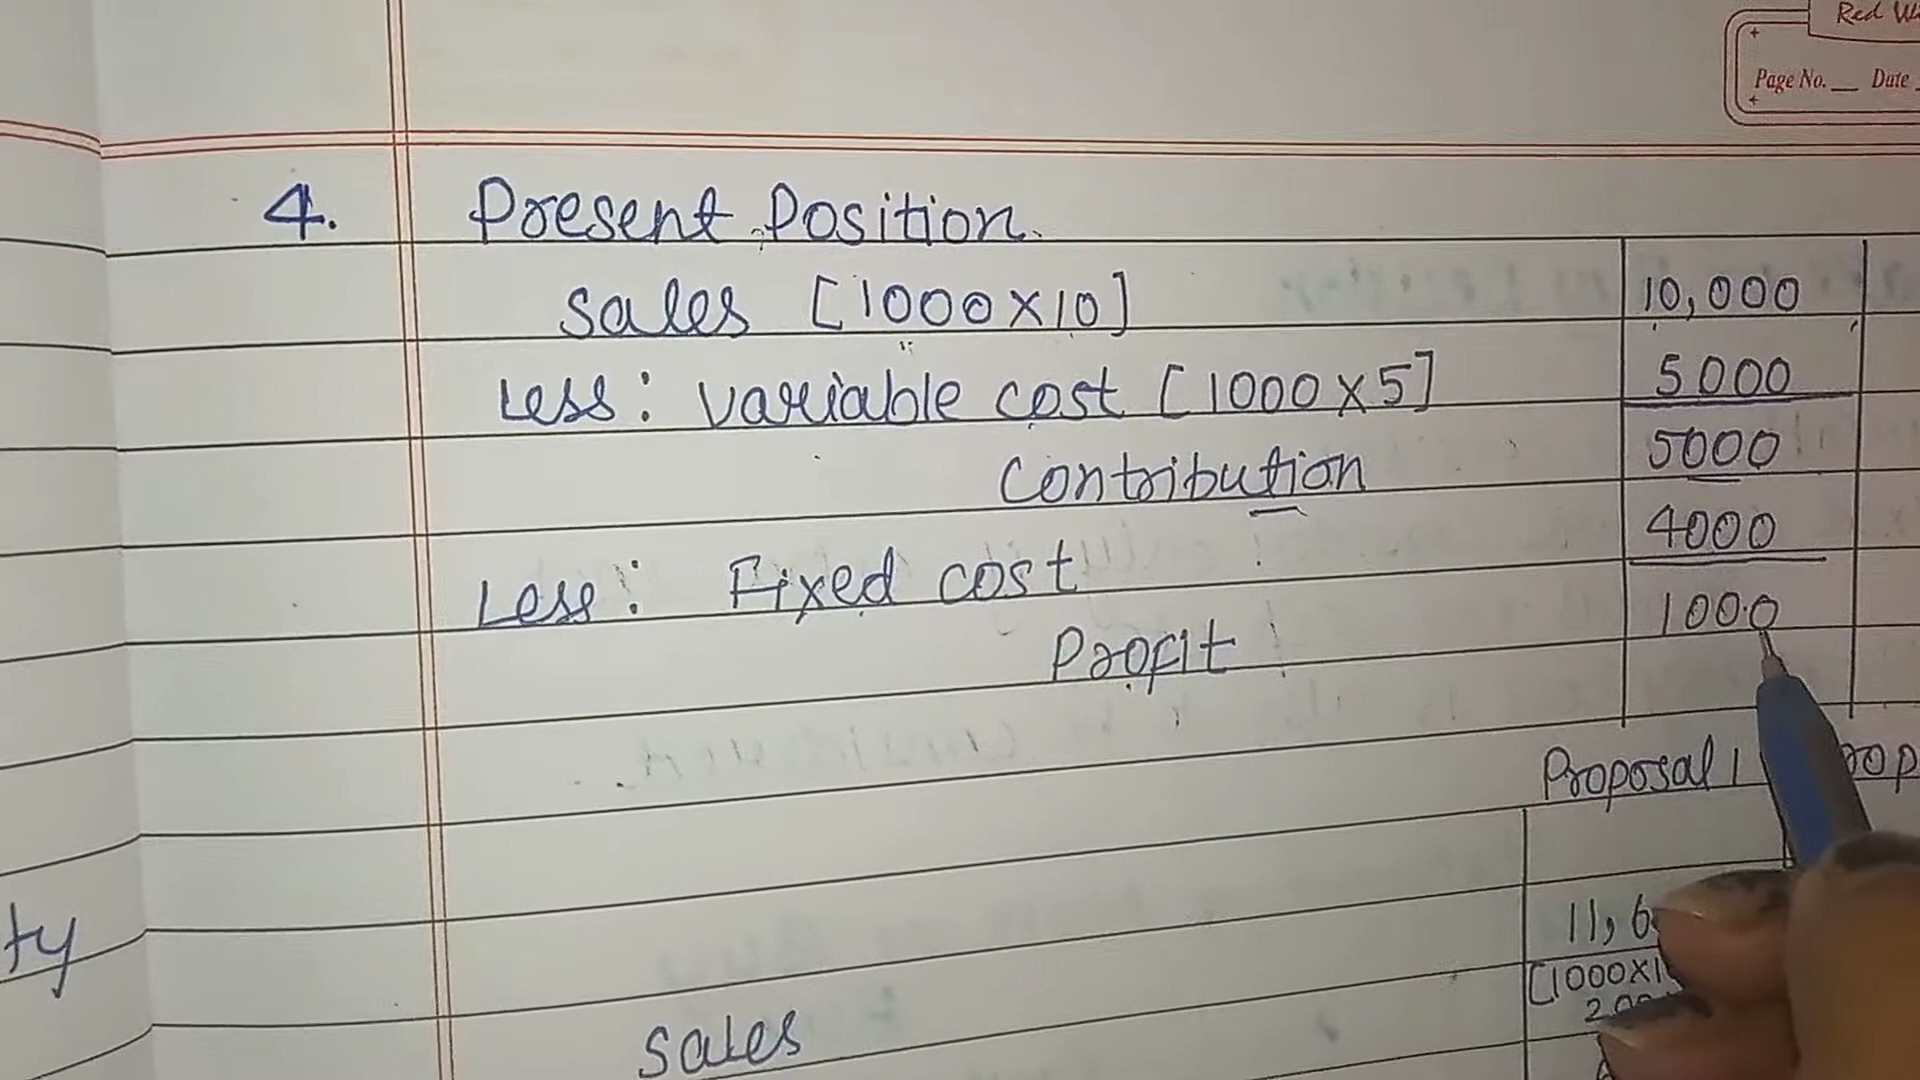 Red
Page No. Date
4. Present Position.
Sales [1000×10] 10,000
Less: Variable cost [1000×5] 5000
Contribution 5000
Less: Fixed cost 4000
Profit 1000
Proposal 1
11,6
[1000×1
ty
Sales